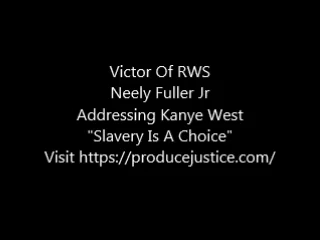 Victor Of RWS
Neely Fuller Jr
Addressing Kanye West
"Slavery Is A Choice"
Visit https://producejustice.com/